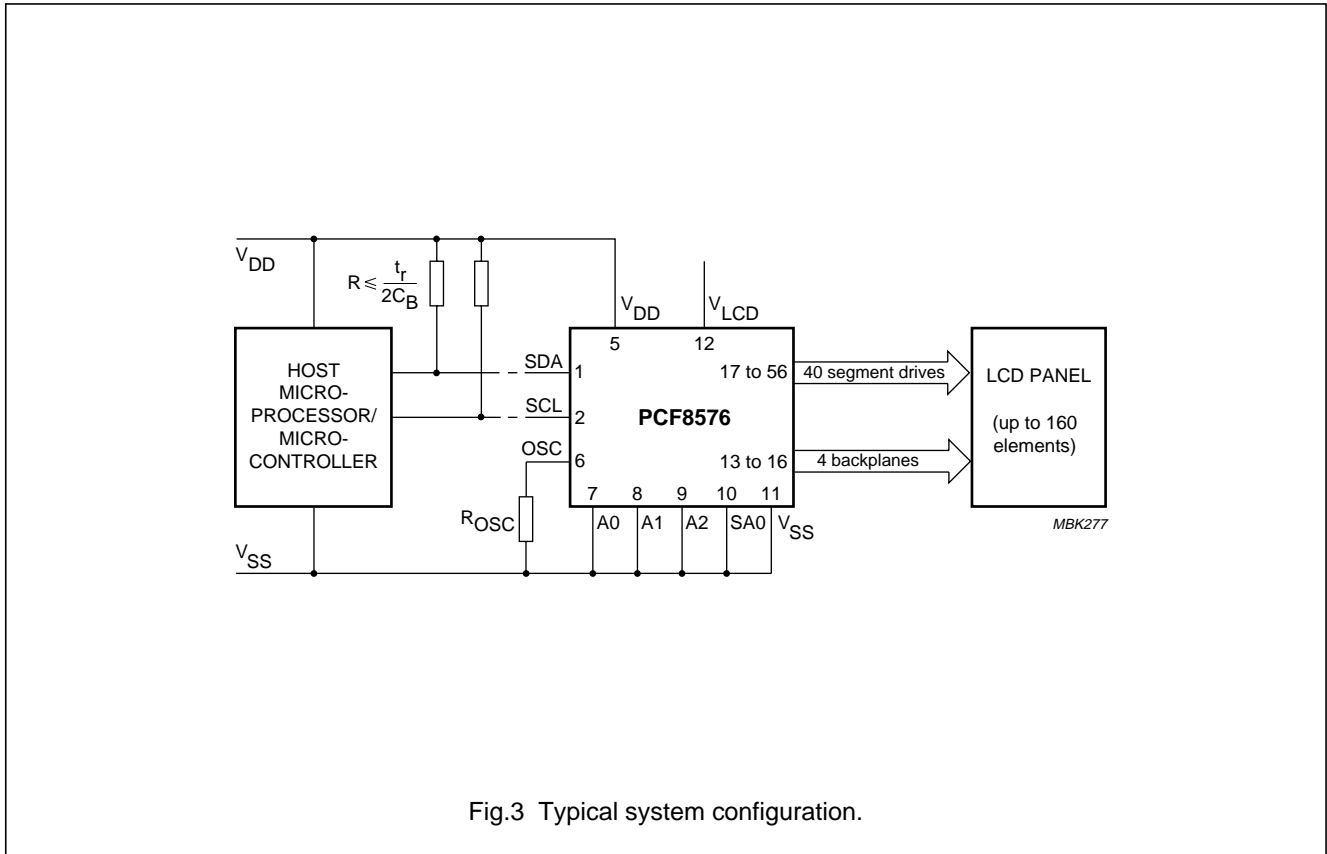 VDD
R ≤ tr
2CB
VDD
VLCD
5
12
HOST
MICRO-
PROCESSOR/
MICRO-
CONTROLLER
SDA
1
SCL
2
OSC
6
PCF8576
17 to 56
40 segment drives
13 to 16
4 backplanes
LCD PANEL
(up to 160
elements)
7 8 9 10 11
ROSC
A0 A1 A2 SA0 VSS
MBK277
VSS
Fig.3 Typical system configuration.